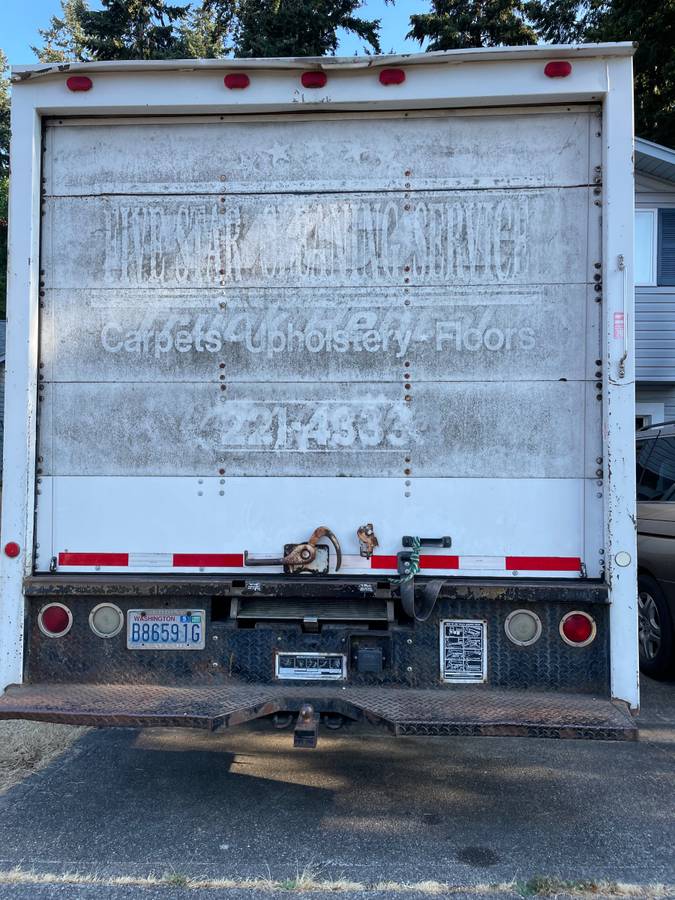 FIVE STAR CLEANING SERVICE
Carpets-Upholstery-Floors
221-4333
WASHINGTON
B86591G